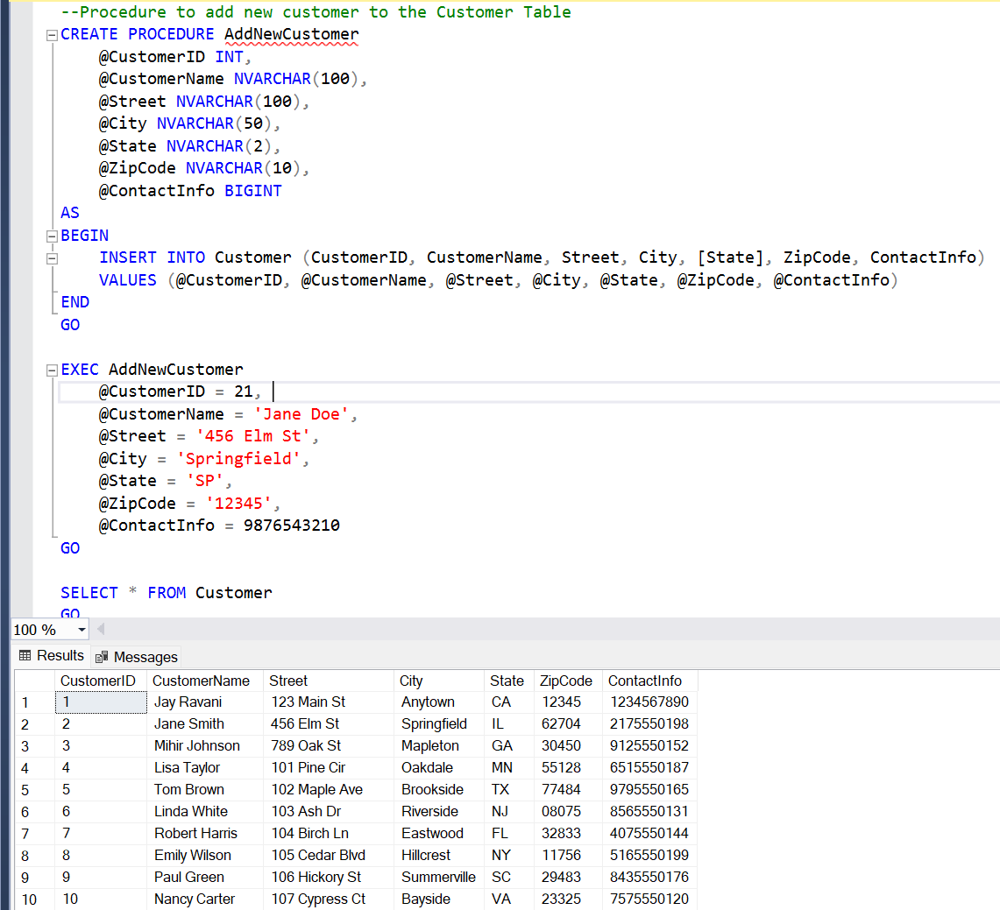 --Procedure to add new customer to the Customer Table
CREATE PROCEDURE AddNewCustomer
    @CustomerID INT,
    @CustomerName NVARCHAR(100),
    @Street NVARCHAR(100),
    @City NVARCHAR(50),
    @State NVARCHAR(2),
    @ZipCode NVARCHAR(10),
    @ContactInfo BIGINT
AS
BEGIN
    INSERT INTO Customer (CustomerID, CustomerName, Street, City, [State], ZipCode, ContactInfo)
    VALUES (@CustomerID, @CustomerName, @Street, @City, @State, @ZipCode, @ContactInfo)
END
GO
EXEC AddNewCustomer
    @CustomerID = 21,
    @CustomerName = 'Jane Doe',
    @Street = '456 Elm St',
    @City = 'Springfield',
    @State = 'SP',
    @ZipCode = '12345',
    @ContactInfo = 9876543210
GO
SELECT * FROM Customer
GO
100 %
Results Messages
CustomerID CustomerName Street City State ZipCode ContactInfo
1 1 Jay Ravani 123 Main St Anytown CA 12345 1234567890
2 2 Jane Smith 456 Elm St Springfield IL 62704 2175550198
3 3 Mihir Johnson 789 Oak St Mapleton GA 30450 9125550152
4 4 Lisa Taylor 101 Pine Cir Oakdale MN 55128 6515550187
5 5 Tom Brown 102 Maple Ave Brookside TX 77484 9795550165
6 6 Linda White 103 Ash Dr Riverside NJ 08075 8565550131
7 7 Robert Harris 104 Birch Ln Eastwood FL 32833 4075550144
8 8 Emily Wilson 105 Cedar Blvd Hillcrest NY 11756 5165550199
9 9 Paul Green 106 Hickory St Summerville SC 29483 8435550176
10 10 Nancy Carter 107 Cypress Ct Bayside VA 23325 7575550120